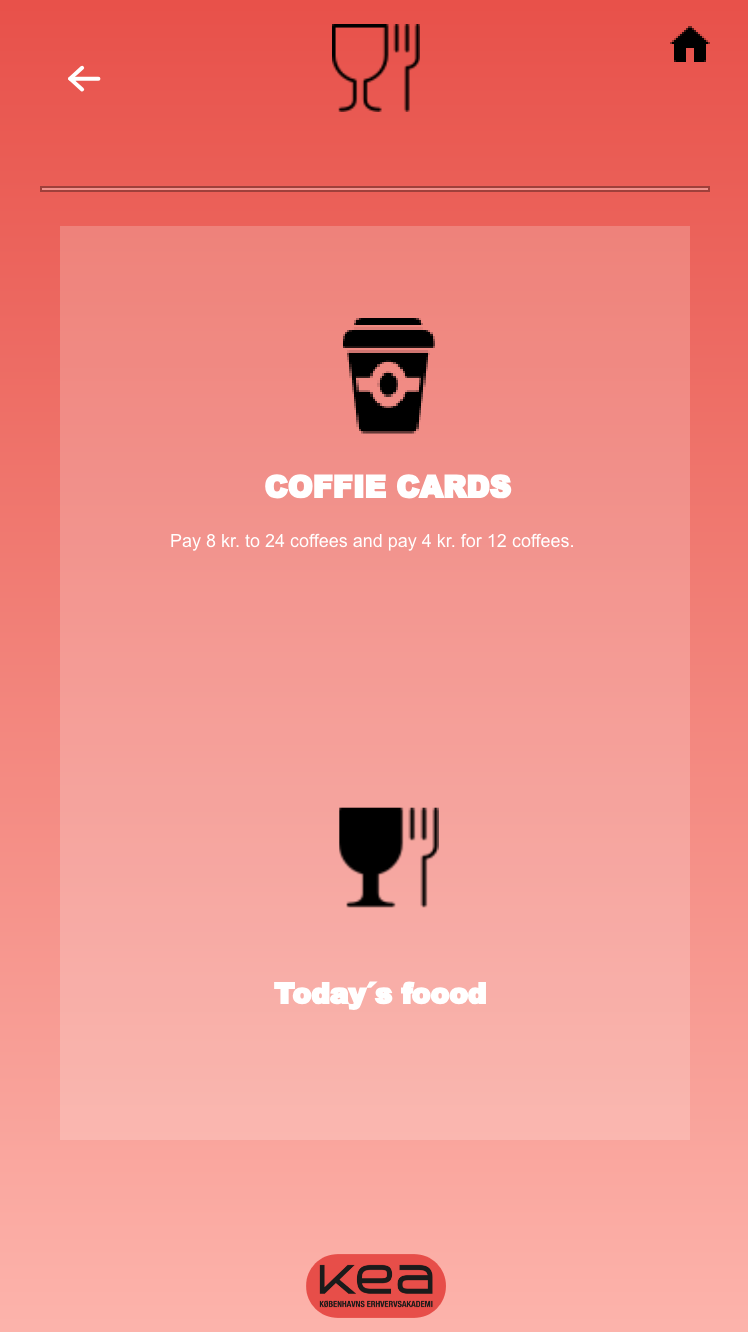 COFFIE CARDS
Pay 8 kr. to 24 coffees and pay 4 kr. for 12 coffees.
Today´s foood
kea
KØBENHAVNS ERHVERVSAKADEMI